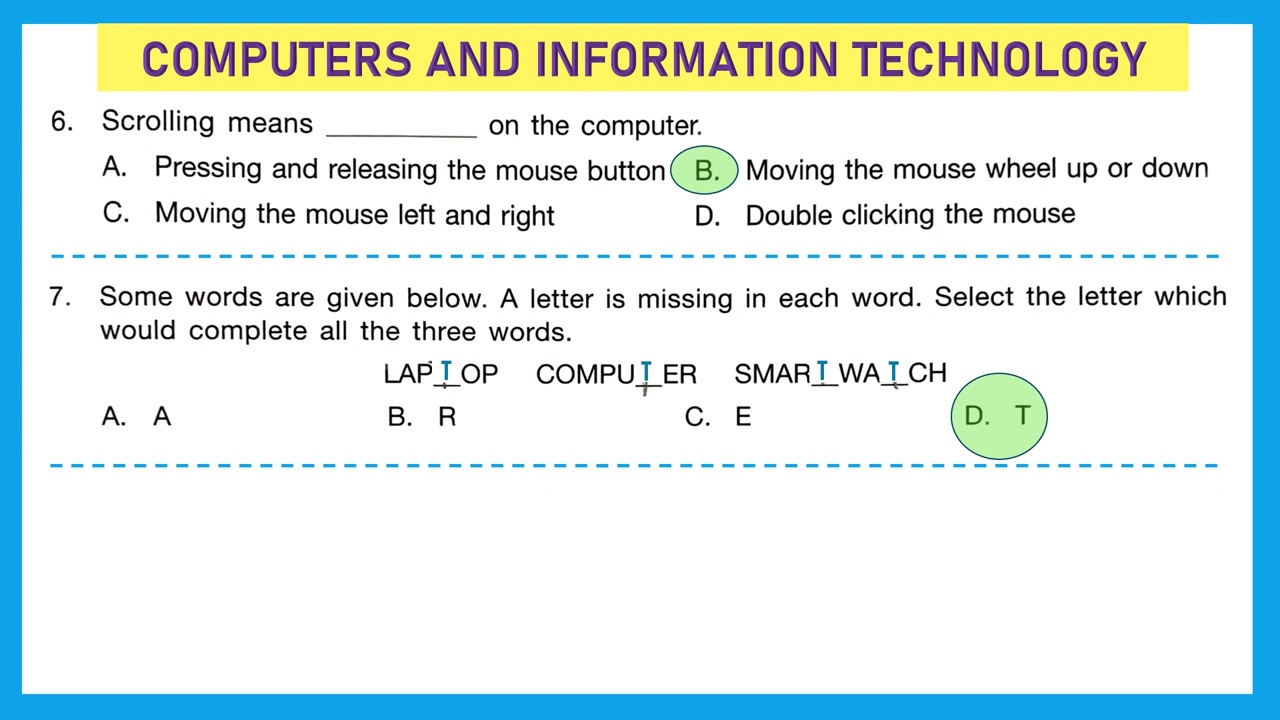 COMPUTERS AND INFORMATION TECHNOLOGY
6. Scrolling means __________ on the computer.
A. Pressing and releasing the mouse button B. Moving the mouse wheel up or down
C. Moving the mouse left and right D. Double clicking the mouse
7. Some words are given below. A letter is missing in each word. Select the letter which
would complete all the three words.
LAPTOP COMPUTER SMARTWATCH
A. A B. R C. E D. T